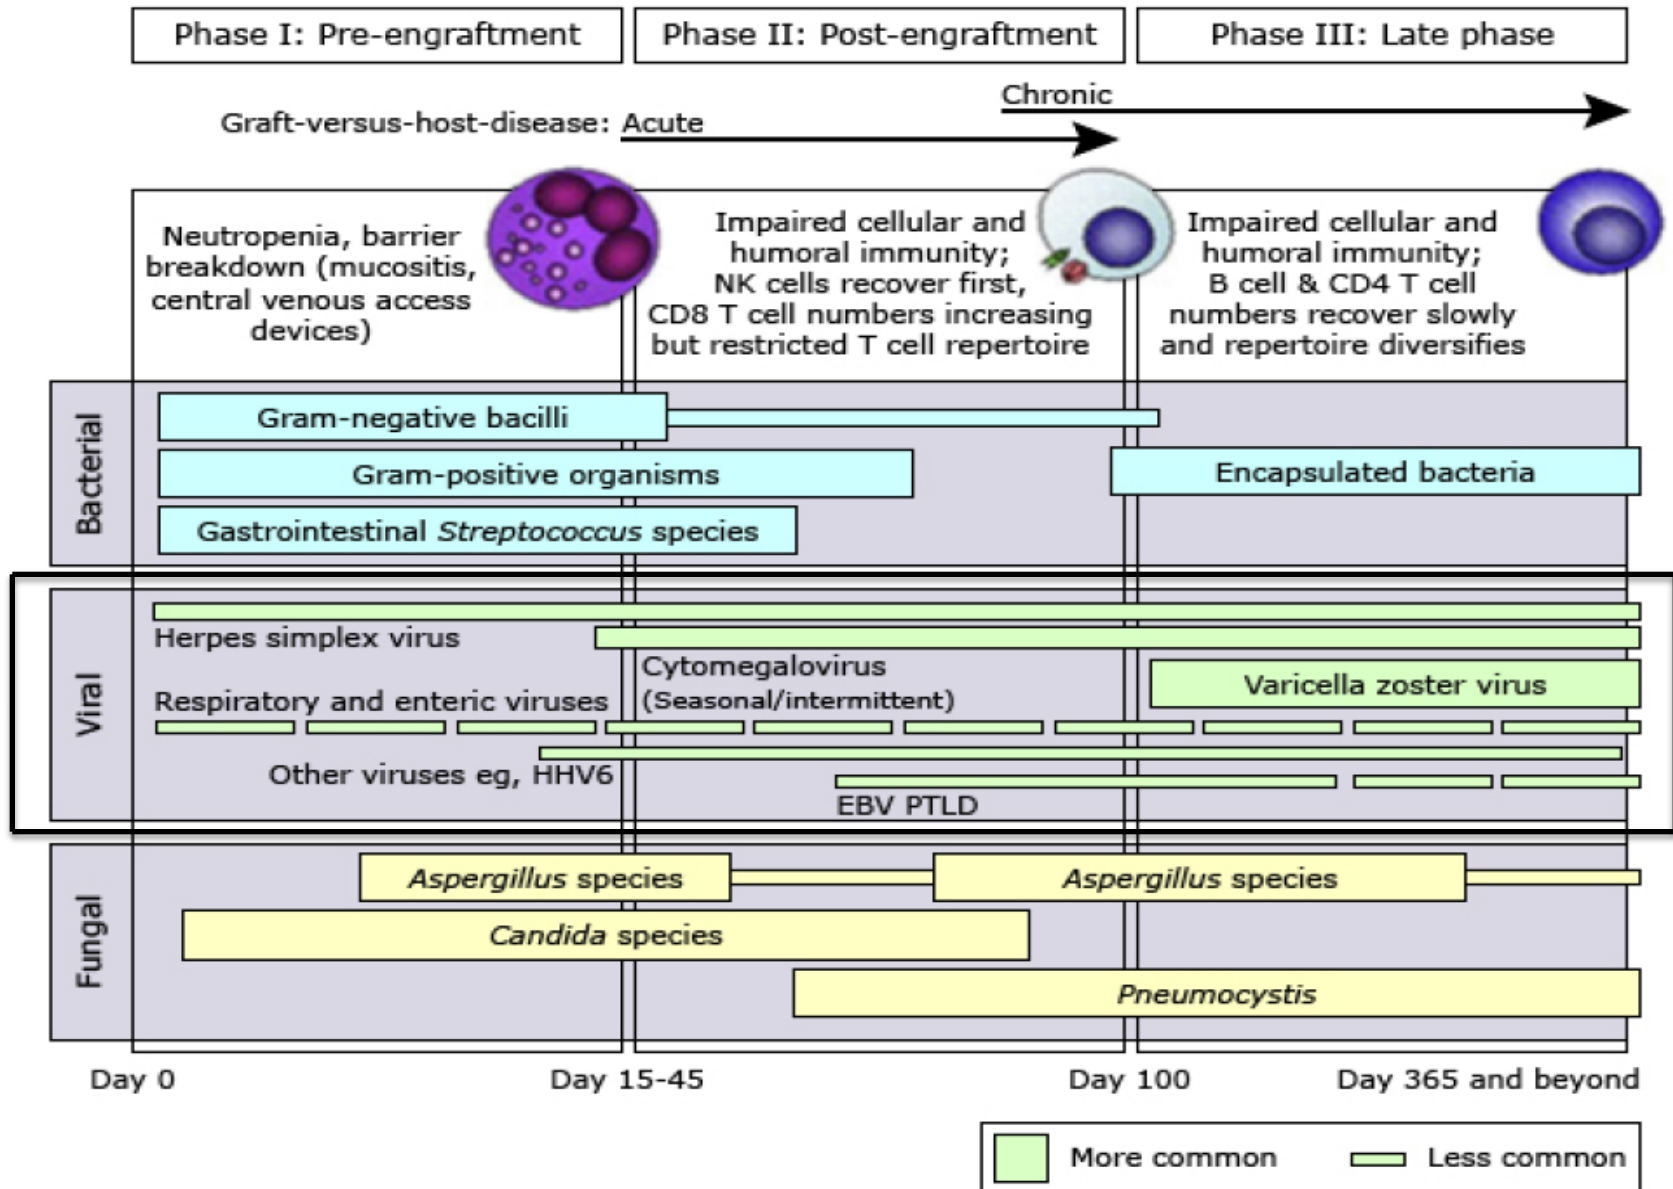 Phase I: Pre-engraftment
Phase II: Post-engraftment
Phase III: Late phase
Chronic
Graft-versus-host-disease: Acute
Neutropenia, barrier
breakdown (mucositis,
central venous access
devices)
Impaired cellular and
humoral immunity;
NK cells recover first,
CD8 T cell numbers increasing
but restricted T cell repertoire
Impaired cellular and
humoral immunity;
B cell & CD4 T cell
numbers recover slowly
and repertoire diversifies
Bacterial
Gram-negative bacilli
Gram-positive organisms
Encapsulated bacteria
Gastrointestinal Streptococcus species
Viral
Herpes simplex virus
Cytomegalovirus
(Seasonal/intermittent)
Varicella zoster virus
Respiratory and enteric viruses
Other viruses eg, HHV6
EBV PTLD
Fungal
Aspergillus species
Aspergillus species
Candida species
Pneumocystis
Day 0
Day 15-45
Day 100
Day 365 and beyond
More common
Less common